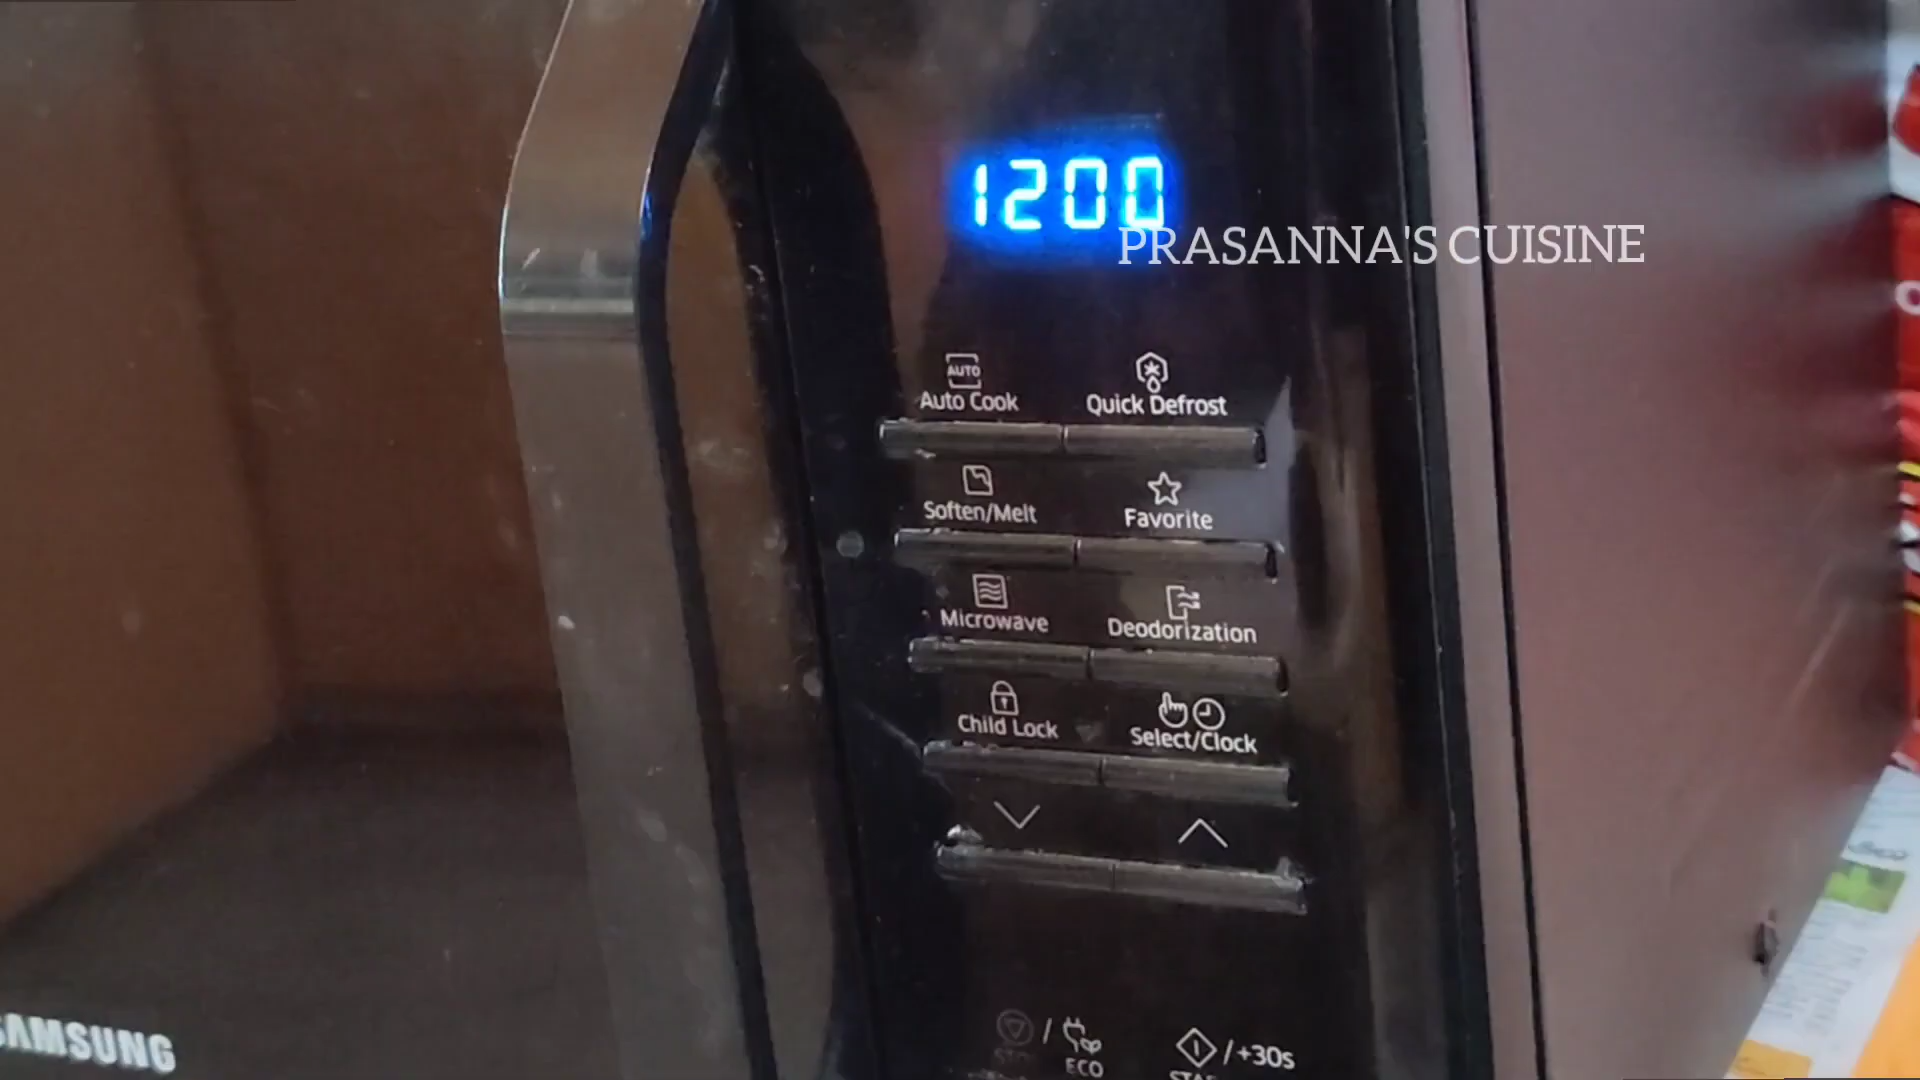 1200
PRASANNA'S CUISINE
AUTO
Auto Cook
Quick Defrost
Soften/Melt
Favorite
Microwave
Deodorization
Child Lock
Select/Clock
/
ECO
/+30s
SAMSUNG